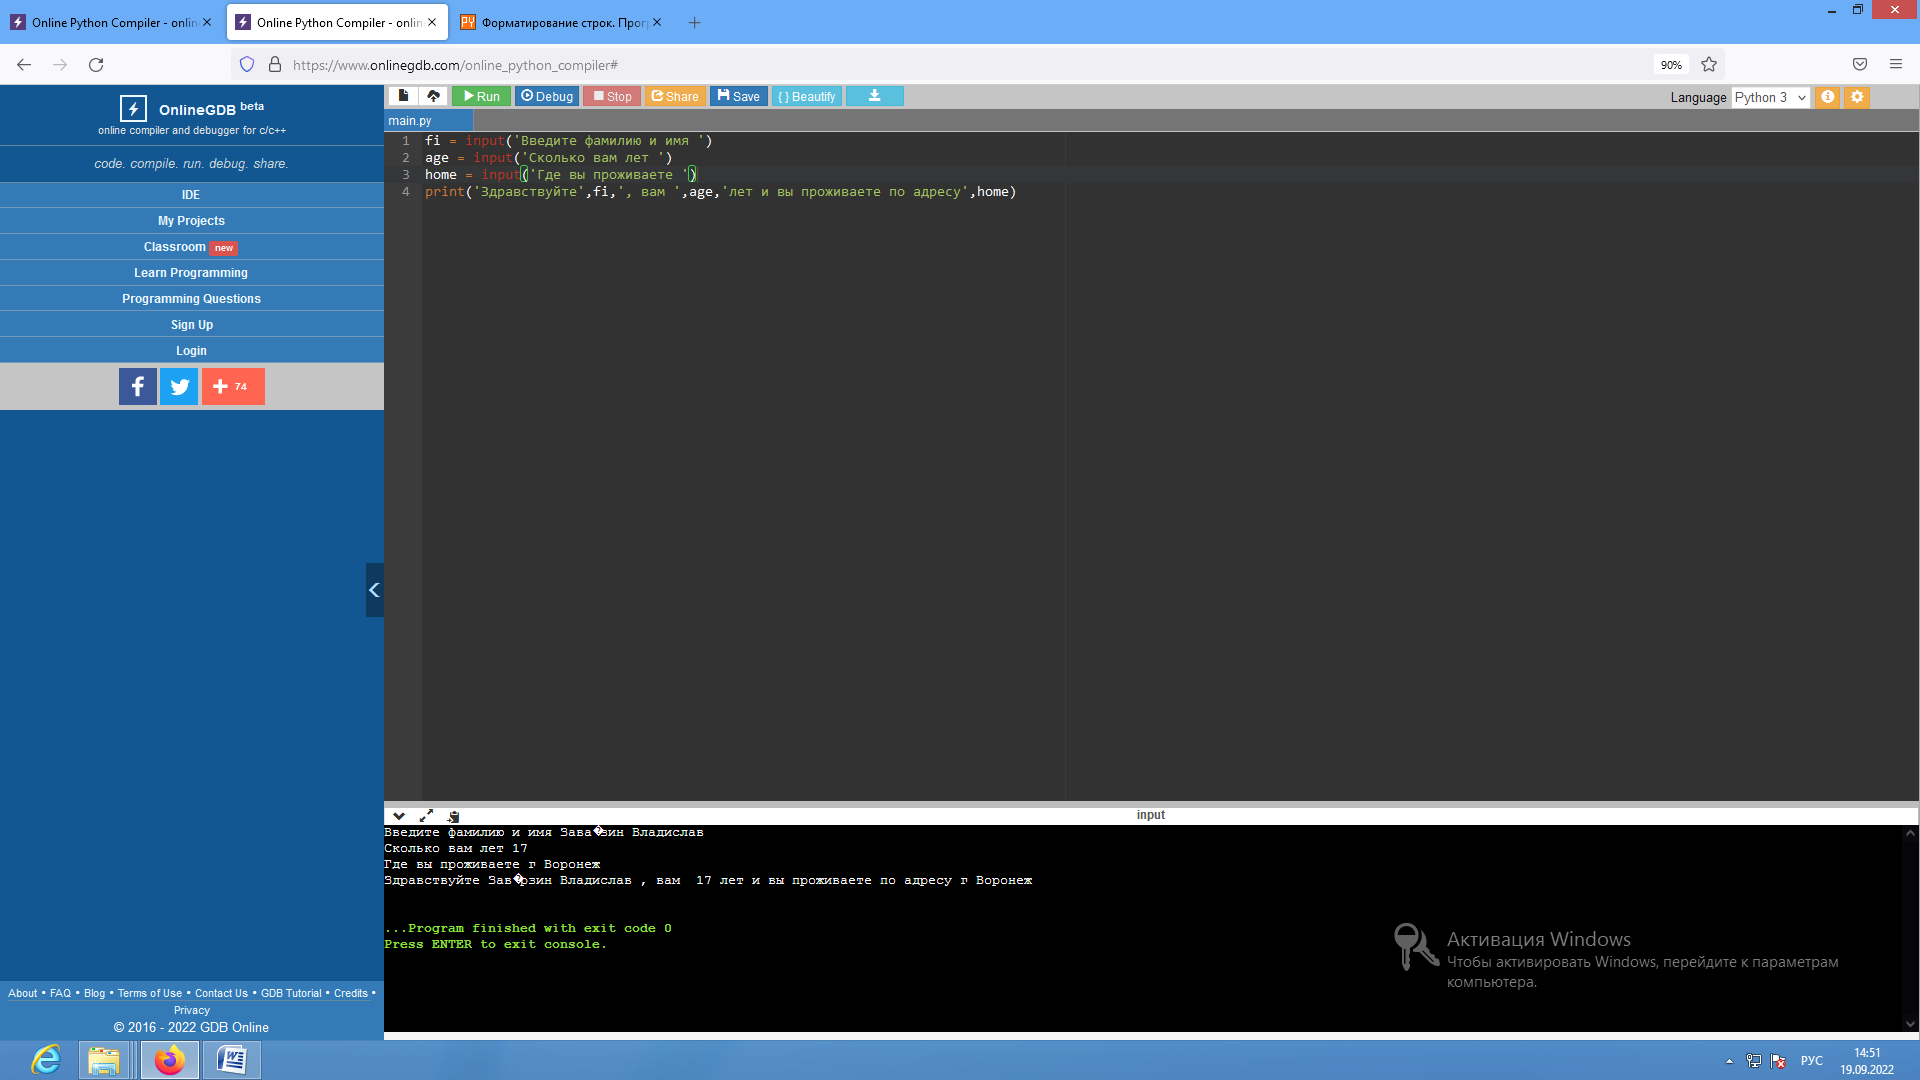 Online Python Compiler - onlin
Online Python Compiler - onlin
Форматирование строк. Прог
https://www.onlinegdb.com/online_python_compiler#
90%
OnlineGDB beta
online compiler and debugger for c/c++
code. compile. run. debug. share.
IDE
My Projects
Classroom new
Learn Programming
Programming Questions
Sign Up
Login
74
Run Debug Stop Share Save { } Beautify
Language Python 3
main.py
1 fi = input('Введите фамилию и имя ')
2 age = input('Сколько вам лет ')
3 home = input('Где вы проживаете ')
4 print('Здравствуйте',fi,', вам ',age,'лет и вы проживаете по адресу',home)
input
Введите фамилию и имя Зава�зин Владислав
Сколько вам лет 17
Где вы проживаете г Воронеж
Здравствуйте Зав�рзин Владислав , вам  17 лет и вы проживаете по адресу г Воронеж
...Program finished with exit code 0
Press ENTER to exit console.
Активация Windows
Чтобы активировать Windows, перейдите к параметрам
компьютера.
About • FAQ • Blog • Terms of Use • Contact Us • GDB Tutorial • Credits •
Privacy
© 2016 - 2022 GDB Online
РУС
14:51
19.09.2022